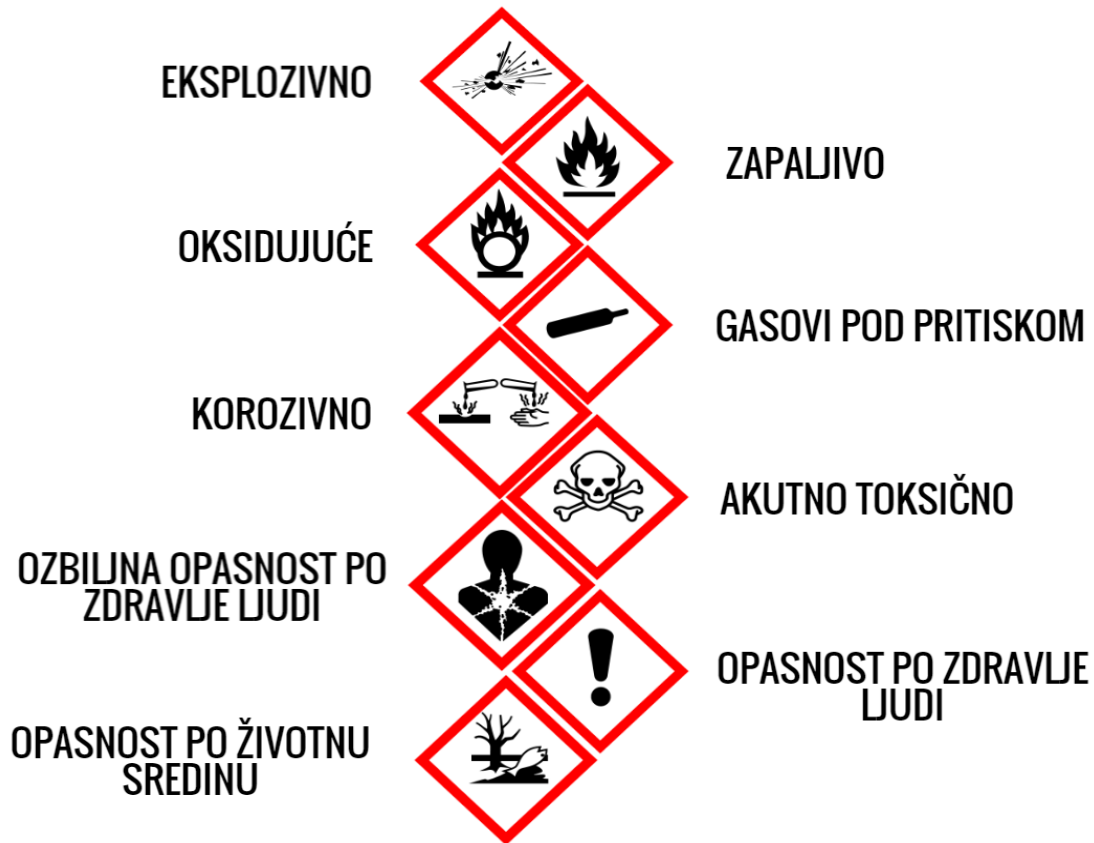 EKSPLOZIVNO
ZAPALJIVO
OKSIDUJUĆE
GASOVI POD PRITISKOM
KOROZIVNO
AKUTNO TOKSIČNO
OZBILJNA OPASNOST PO
ZDRAVLJE LJUDI
OPASNOST PO ZDRAVLJE
LJUDI
OPASNOST PO ŽIVOTNU
SREDINU